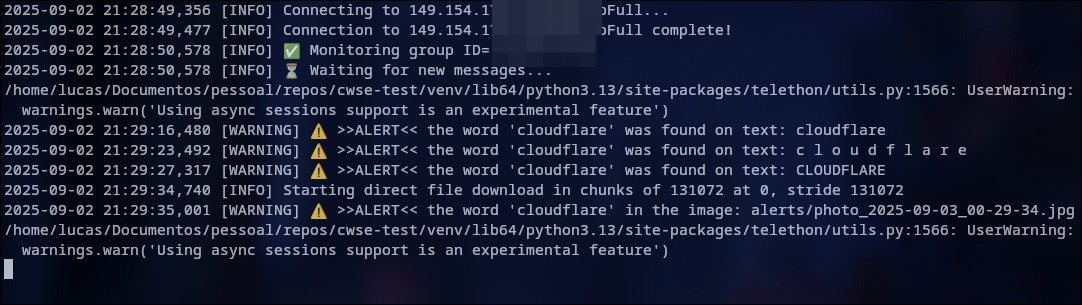 2025-09-02 21:28:49,356 [INFO] Connecting to 149.154.1 Full...
2025-09-02 21:28:49,477 [INFO] Connection to 149.154.1 Full complete!
2025-09-02 21:28:50,578 [INFO] ✅ Monitoring group ID=
2025-09-02 21:28:50,578 [INFO] ⏳ Waiting for new messages...
/home/lucas/Documentos/pessoal/repos/cwse-test/venv/lib64/python3.13/site-packages/telethon/utils.py:1566: UserWarning:
warnings.warn('Using async sessions support is an experimental feature')
2025-09-02 21:29:16,480 [WARNING] ⚠️ >>ALERT<< the word 'cloudflare' was found on text: cloudflare
2025-09-02 21:29:23,492 [WARNING] ⚠️ >>ALERT<< the word 'cloudflare' was found on text: c l o u d f l a r e
2025-09-02 21:29:27,317 [WARNING] ⚠️ >>ALERT<< the word 'cloudflare' was found on text: CLOUDFLARE
2025-09-02 21:29:34,740 [INFO] Starting direct file download in chunks of 131072 at 0, stride 131072
2025-09-02 21:29:35,001 [WARNING] ⚠️ >>ALERT<< the word 'cloudflare' in the image: alerts/photo_2025-09-03_00-29-34.jpg
/home/lucas/Documentos/pessoal/repos/cwse-test/venv/lib64/python3.13/site-packages/telethon/utils.py:1566: UserWarning:
warnings.warn('Using async sessions support is an experimental feature')